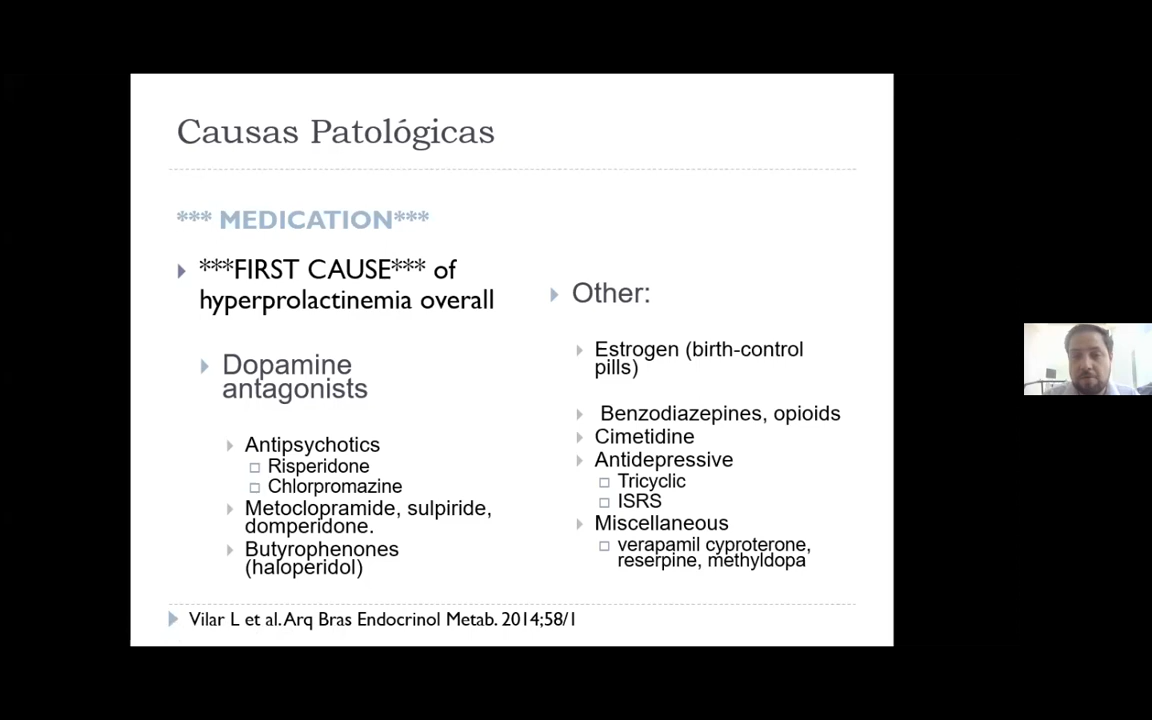 Causas Patológicas
*** MEDICATION***
***FIRST CAUSE*** of
hyperprolactinemia overall
Dopamine
antagonists
Antipsychotics
Risperidone
Chlorpromazine
Metoclopramide, sulpiride,
domperidone.
Butyrophenones
(haloperidol)
Other:
Estrogen (birth-control
pills)
Benzodiazepines, opioids
Cimetidine
Antidepressive
Tricyclic
ISRS
Miscellaneous
verapamil cyproterone,
reserpine, methyldopa
Vilar L et al. Arq Bras Endocrinol Metab. 2014;58/1